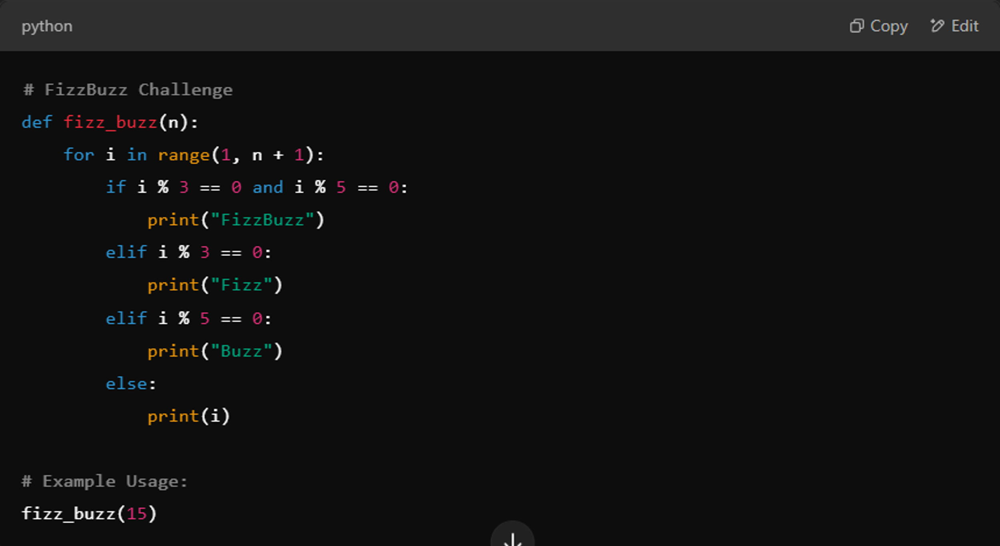 python
Copy Edit
# FizzBuzz Challenge
def fizz_buzz(n):
    for i in range(1, n + 1):
        if i % 3 == 0 and i % 5 == 0:
            print("FizzBuzz")
        elif i % 3 == 0:
            print("Fizz")
        elif i % 5 == 0:
            print("Buzz")
        else:
            print(i)
# Example Usage:
fizz_buzz(15)